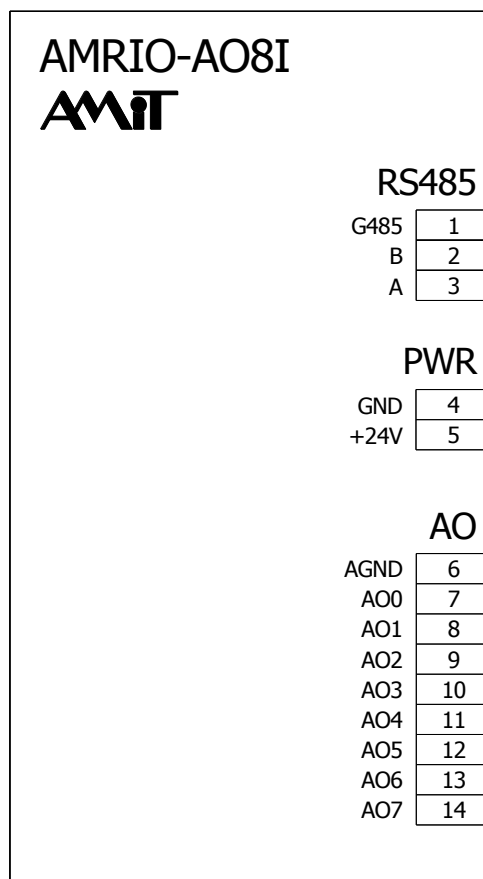 AMRIO-AO8I
AMiT
RS485
G485 1
B 2
A 3
PWR
GND 4
+24V 5
AO
AGND 6
AO0 7
AO1 8
AO2 9
AO3 10
AO4 11
AO5 12
AO6 13
AO7 14